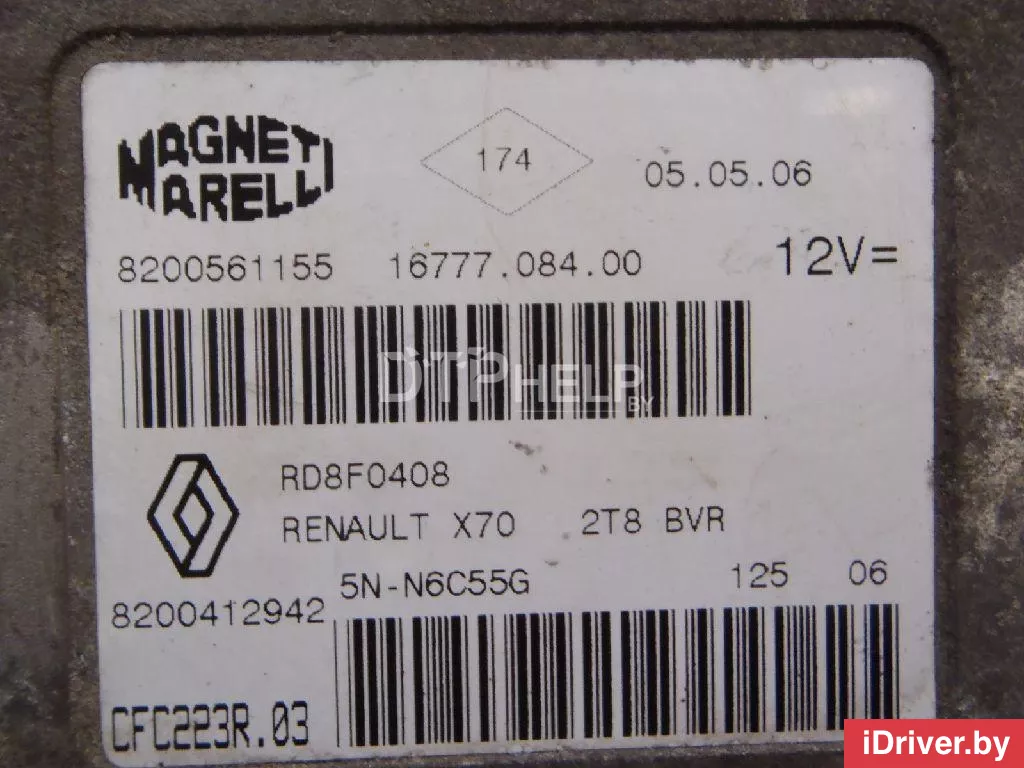 MAGNETI
MARELLI
174
05.05.06
8200561155 16777.084.00 12V=
DTPHELP
BY
RD8F0408
RENAULT X70 2T8 BVR
5N-N6C55G 125 06
8200412942
CFC223R.03
iDriver.by